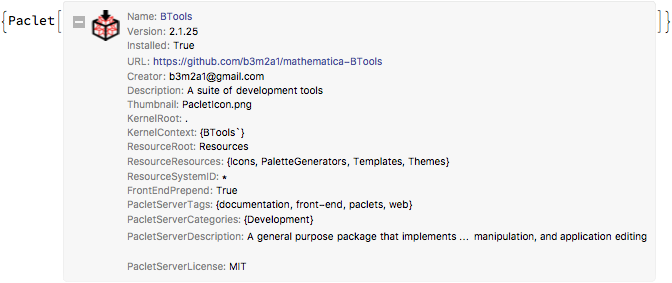 {Paclet[ Name: BTools ]}
Version: 2.1.25
Installed: True
URL: https://github.com/b3m2a1/mathematica-BTools
Creator: b3m2a1@gmail.com
Description: A suite of development tools
Thumbnail: PacletIcon.png
KernelRoot: .
KernelContext: {BTools`}
ResourceRoot: Resources
ResourceResources: {Icons, PaletteGenerators, Templates, Themes}
ResourceSystemID: *
FrontEndPrepend: True
PacletServerTags: {documentation, front-end, paclets, web}
PacletServerCategories: {Development}
PacletServerDescription: A general purpose package that implements ... manipulation, and application editing
PacletServerLicense: MIT